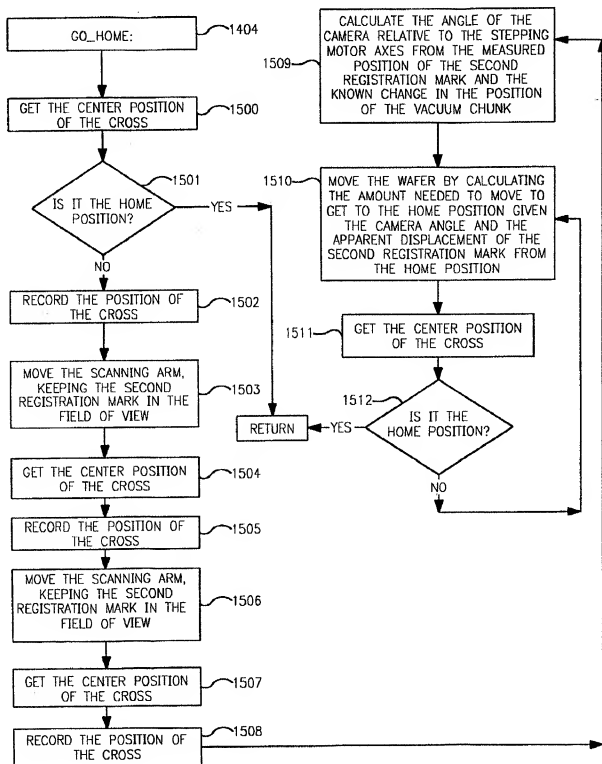 GO_HOME:
1404
GET THE CENTER POSITION
OF THE CROSS
1500
1501
IS IT THE HOME
POSITION?
YES
NO
RECORD THE POSITION OF
THE CROSS
1502
MOVE THE SCANNING ARM,
KEEPING THE SECOND
REGISTRATION MARK IN THE
FIELD OF VIEW
1503
GET THE CENTER POSITION
OF THE CROSS
1504
RECORD THE POSITION OF
THE CROSS
1505
MOVE THE SCANNING ARM,
KEEPING THE SECOND
REGISTRATION MARK IN THE
FIELD OF VIEW
1506
GET THE CENTER POSITION
OF THE CROSS
1507
1508
RECORD THE POSITION OF
THE CROSS
1509
CALCULATE THE ANGLE OF THE
CAMERA RELATIVE TO THE STEPPING
MOTOR AXES FROM THE MEASURED
POSITION OF THE SECOND
REGISTRATION MARK AND THE
KNOWN CHANGE IN THE POSITION
OF THE VACUUM CHUNK
1510
MOVE THE WAFER BY CALCULATING
THE AMOUNT NEEDED TO MOVE TO
GET TO THE HOME POSITION GIVEN
THE CAMERA ANGLE AND THE
APPARENT DISPLACEMENT OF THE
SECOND REGISTRATION MARK FROM
THE HOME POSITION
1511
GET THE CENTER POSITION
OF THE CROSS
1512
IS IT THE
HOME POSITION?
YES
RETURN
NO